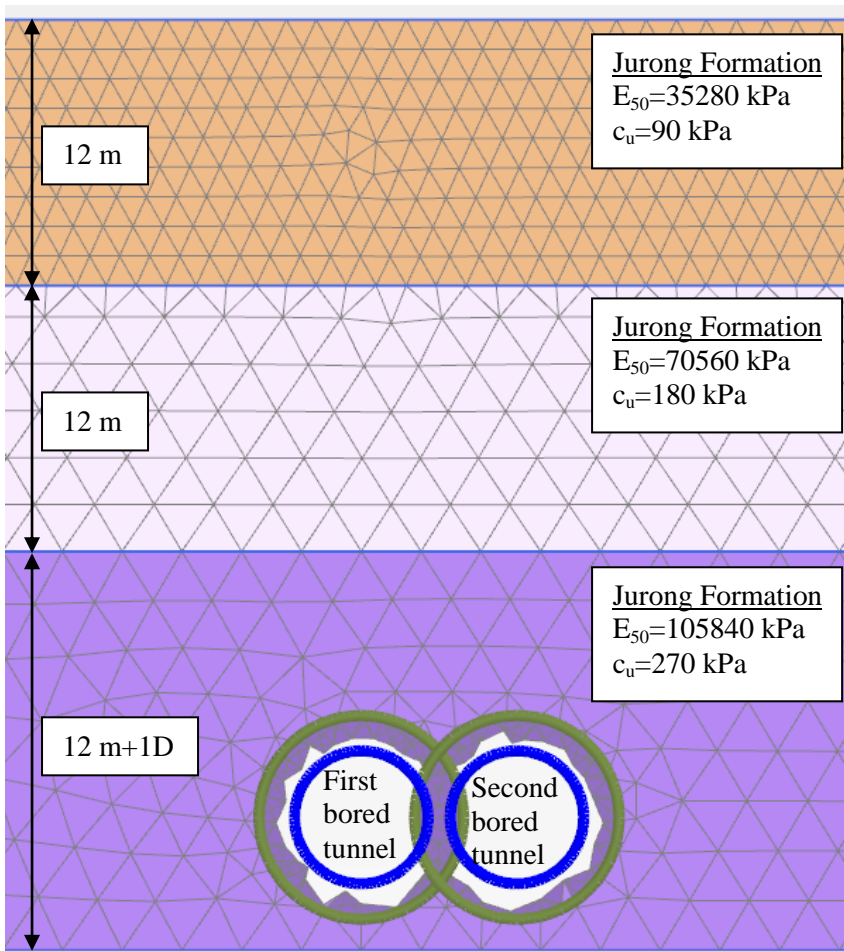 Jurong Formation
E₅₀=35280 kPa
cᵤ=90 kPa
12 m
Jurong Formation
E₅₀=70560 kPa
cᵤ=180 kPa
12 m
Jurong Formation
E₅₀=105840 kPa
cᵤ=270 kPa
12 m+1D
First
bored
tunnel
Second
bored
tunnel